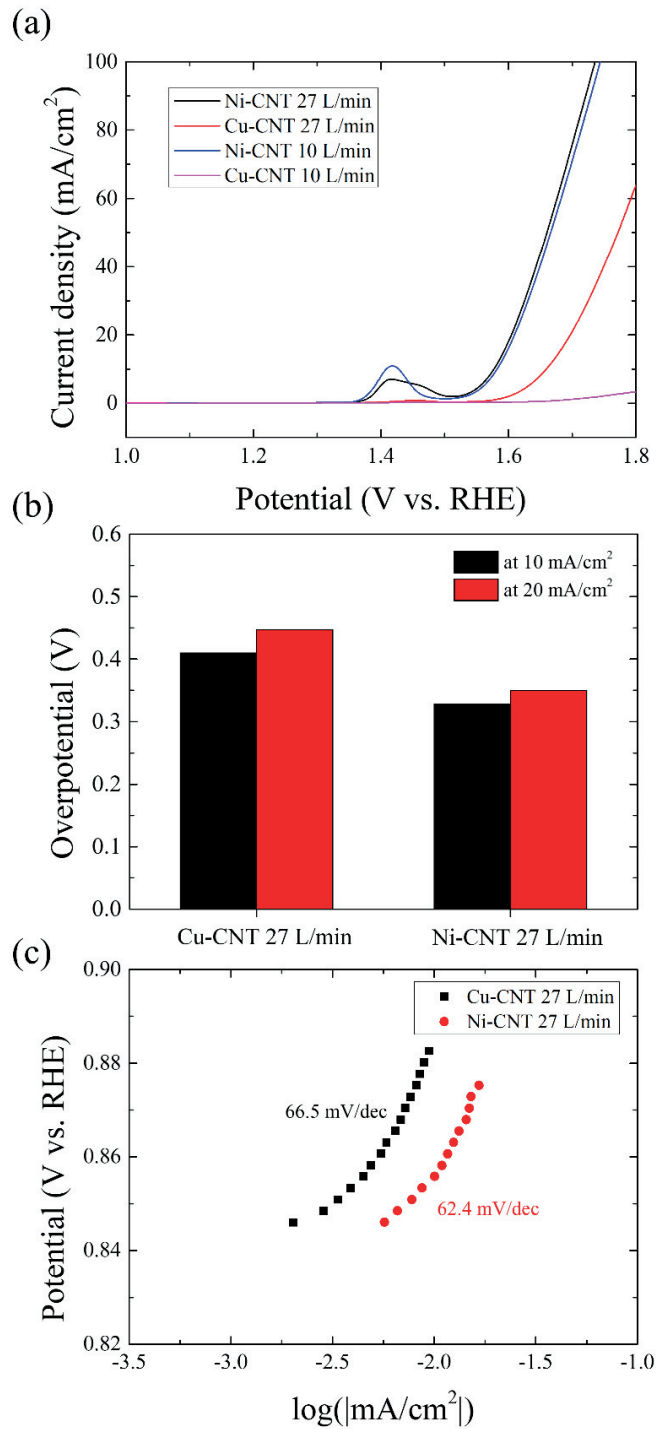 (a)
100
80
60
40
20
0
Current density (mA/cm²)
Ni-CNT 27 L/min
Cu-CNT 27 L/min
Ni-CNT 10 L/min
Cu-CNT 10 L/min
1.0 1.2 1.4 1.6 1.8
Potential (V vs. RHE)
(b)
0.6
0.5
0.4
0.3
0.2
0.1
0.0
Overpotential (V)
at 10 mA/cm²
at 20 mA/cm²
Cu-CNT 27 L/min Ni-CNT 27 L/min
(c)
0.90
0.88
0.86
0.84
0.82
Potential (V vs. RHE)
Cu-CNT 27 L/min
Ni-CNT 27 L/min
66.5 mV/dec
62.4 mV/dec
-3.5 -3.0 -2.5 -2.0 -1.5 -1.0
log(|mA/cm²|)